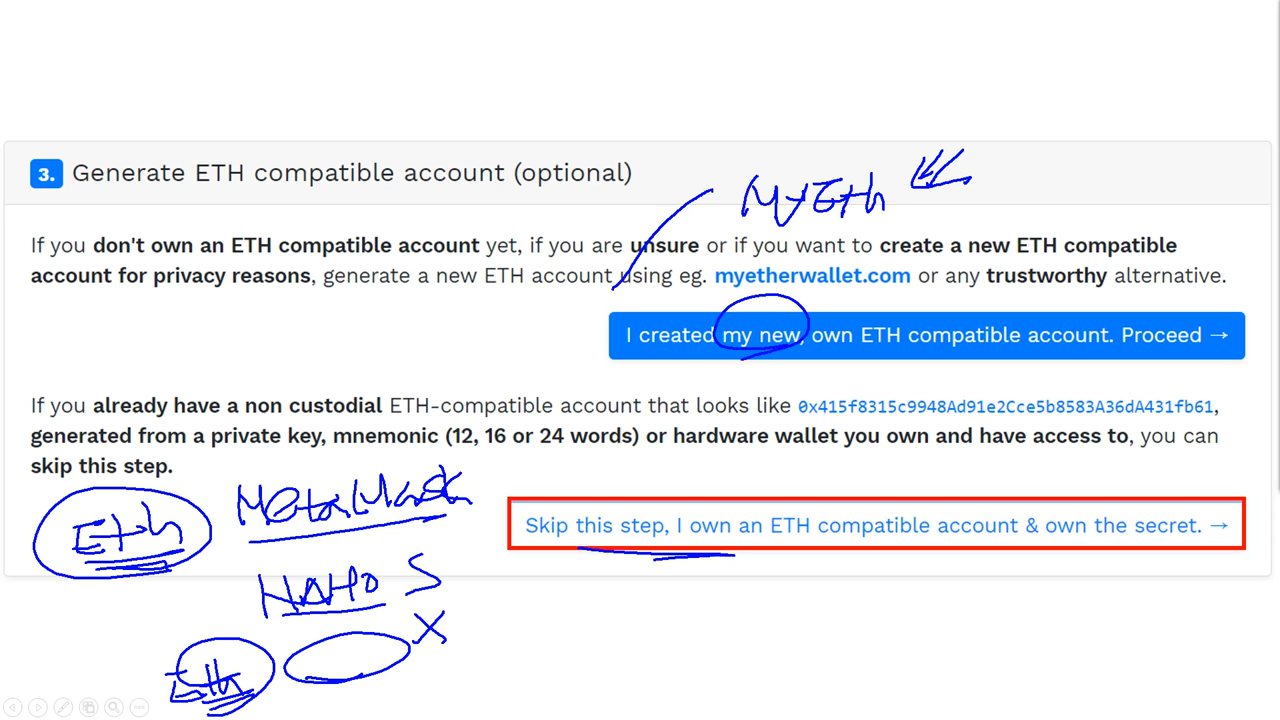 3. Generate ETH compatible account (optional)
MyEth
If you don't own an ETH compatible account yet, if you are unsure or if you want to create a new ETH compatible
account for privacy reasons, generate a new ETH account using eg. myetherwallet.com or any trustworthy alternative.
I created my new, own ETH compatible account. Proceed →
If you already have a non custodial ETH-compatible account that looks like 0x415f8315c9948Ad91e2Cce5b8583A36dA431fb61,
generated from a private key, mnemonic (12, 16 or 24 words) or hardware wallet you own and have access to, you can
skip this step.
Eth MetaMask
Skip this step, I own an ETH compatible account & own the secret. →
Nano S
X
Eth